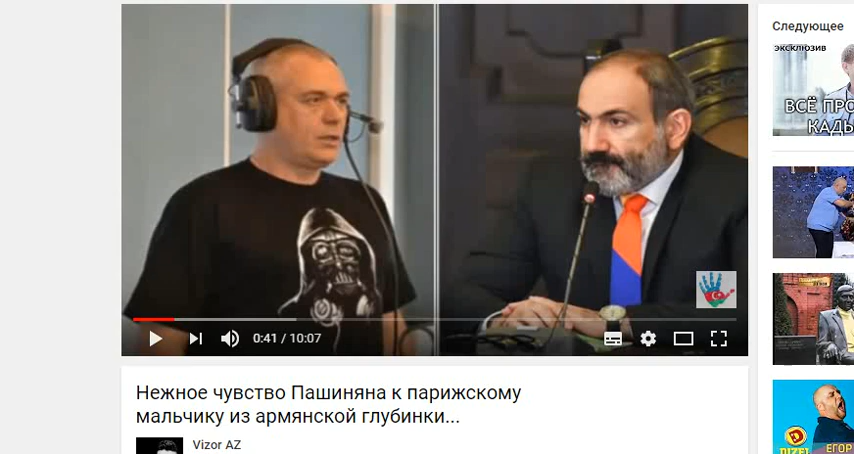 Следующее
эксклюзив
ВСЁ ПРО
КАДЫ
0:41 / 10:07
Нежное чувство Пашиняна к парижскому
мальчику из армянской глубинки...
Vizor AZ
DIZEL
ЕГОР